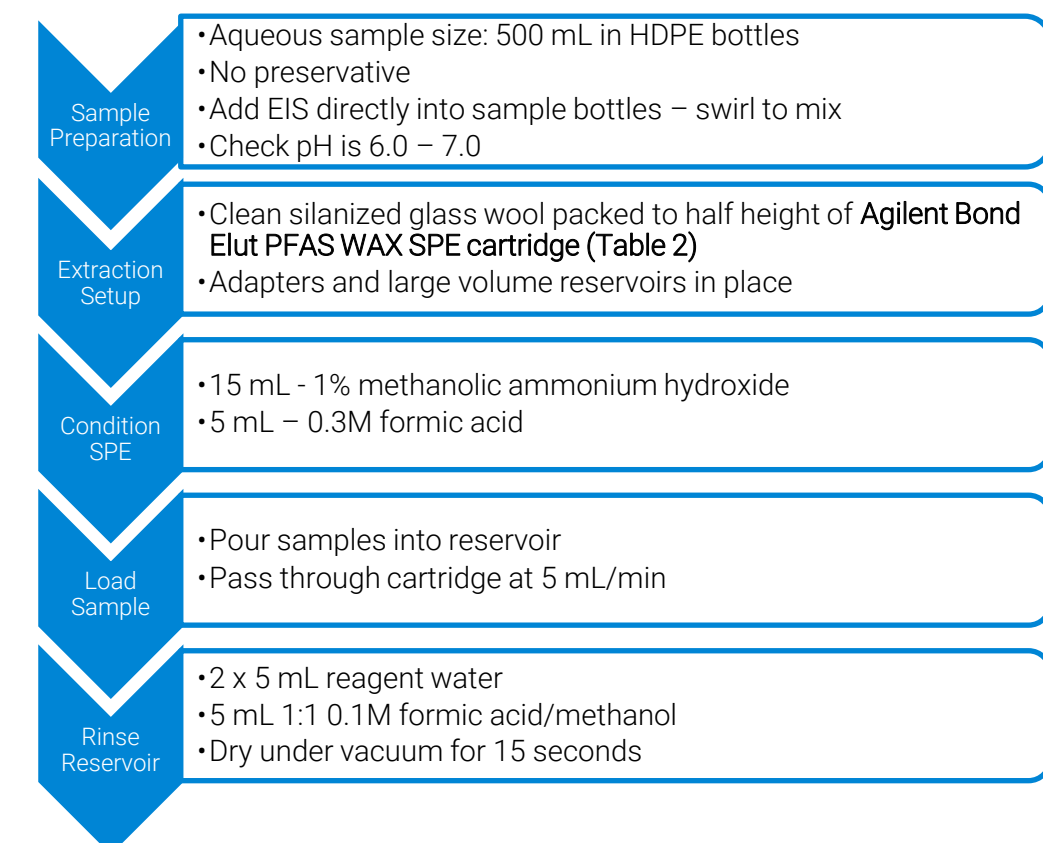 Sample
Preparation
•Aqueous sample size: 500 mL in HDPE bottles
•No preservative
•Add EIS directly into sample bottles – swirl to mix
•Check pH is 6.0 – 7.0
Extraction
Setup
•Clean silanized glass wool packed to half height of Agilent Bond
Elut PFAS WAX SPE cartridge (Table 2)
•Adapters and large volume reservoirs in place
Condition
SPE
•15 mL - 1% methanolic ammonium hydroxide
•5 mL – 0.3M formic acid
Load
Sample
•Pour samples into reservoir
•Pass through cartridge at 5 mL/min
Rinse
Reservoir
•2 x 5 mL reagent water
•5 mL 1:1 0.1M formic acid/methanol
•Dry under vacuum for 15 seconds